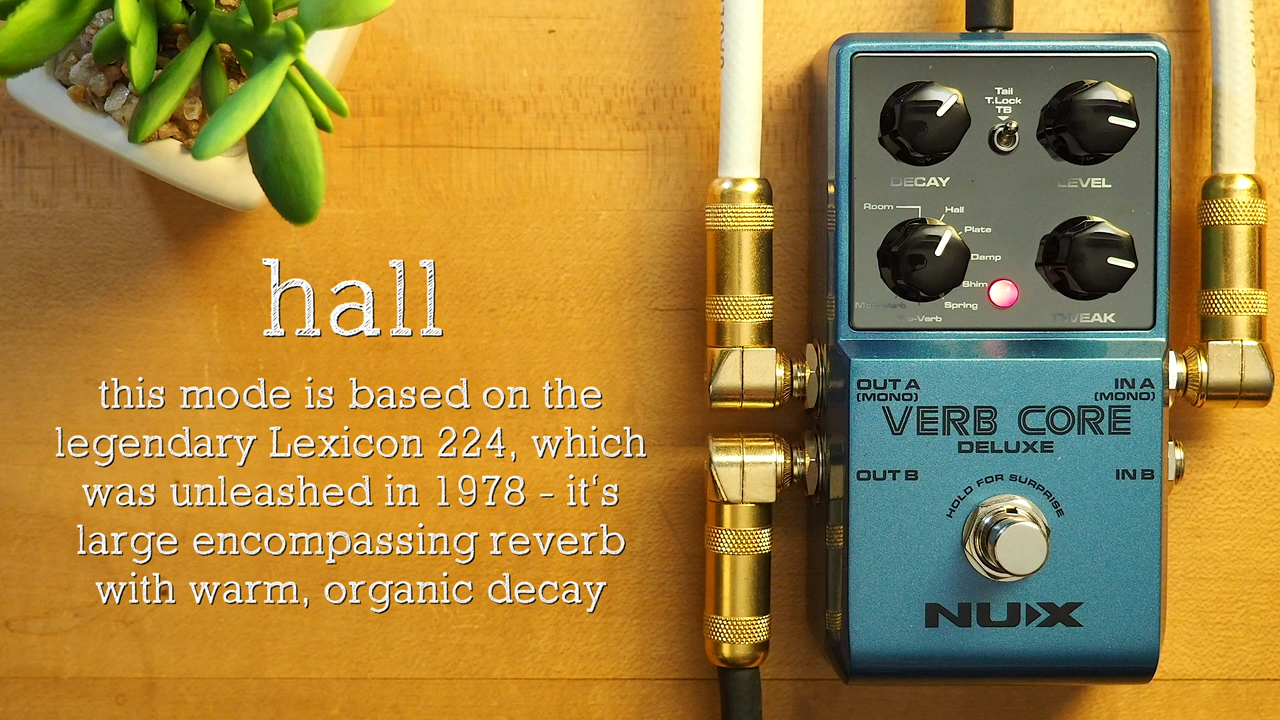 hall
this mode is based on the
legendary Lexicon 224, which
was unleashed in 1978 - it's
large encompassing reverb
with warm, organic decay
Tail
T.Lock
TB
DECAY
LEVEL
Room
Hall
Plate
Damp
Shim
Spring
TWEAK
OUT A
(MONO)
IN A
(MONO)
VERB CORE
DELUXE
OUT B
IN B
HOLD FOR SURPRISE
NUX